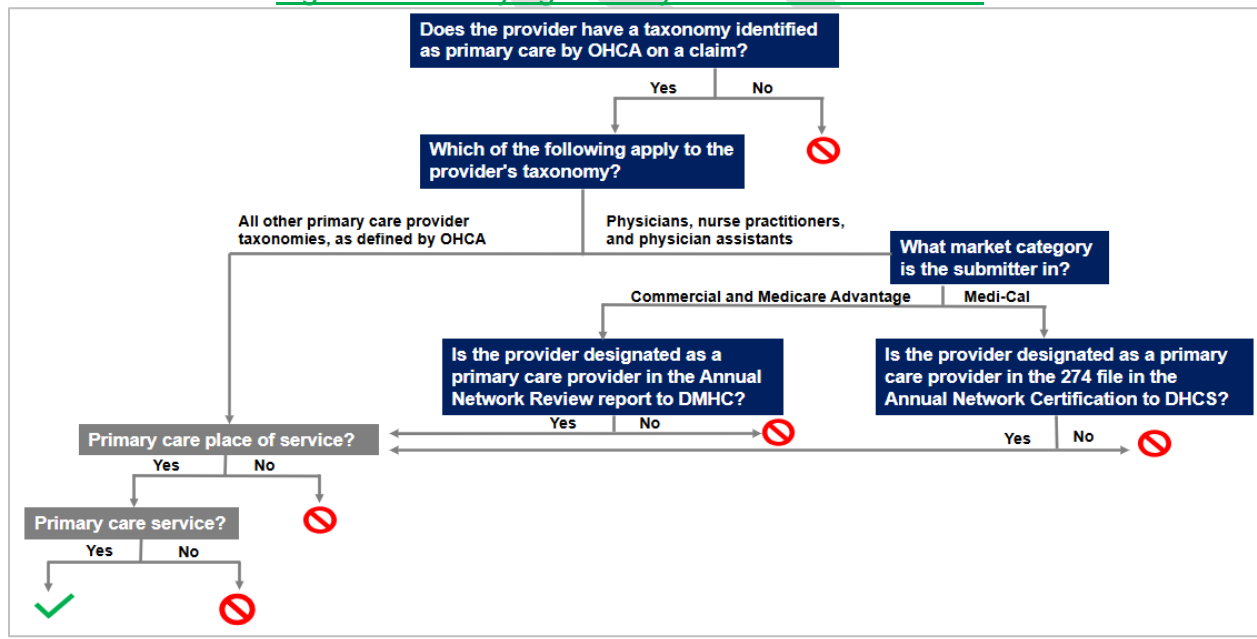 Does the provider have a taxonomy identified
as primary care by OHCA on a claim?
Yes
No
Which of the following apply to the
provider's taxonomy?
All other primary care provider
taxonomies, as defined by OHCA
Physicians, nurse practitioners,
and physician assistants
What market category
is the submitter in?
Commercial and Medicare Advantage
Medi-Cal
Is the provider designated as a
primary care provider in the Annual
Network Review report to DMHC?
Is the provider designated as a primary
care provider in the 274 file in the
Annual Network Certification to DHCS?
Yes
No
Yes
No
Primary care place of service?
Yes
No
Primary care service?
Yes
No